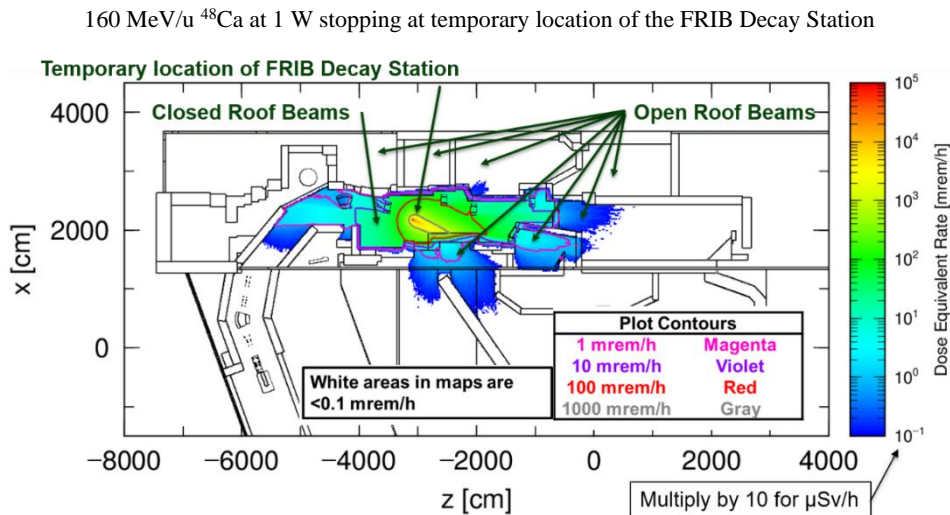 160 MeV/u ⁴⁸Ca at 1 W stopping at temporary location of the FRIB Decay Station
Temporary location of FRIB Decay Station
Closed Roof Beams
Open Roof Beams
4000
2000
0
x [cm]
Plot Contours
1 mrem/h Magenta
10 mrem/h Violet
100 mrem/h Red
1000 mrem/h Gray
White areas in maps are
<0.1 mrem/h
−8000 −6000 −4000 −2000 0 2000 4000
z [cm]
10⁵
10⁴
10³
10²
10¹
10⁰
10⁻¹
Dose Equivalent Rate [mrem/h]
Multiply by 10 for µSv/h